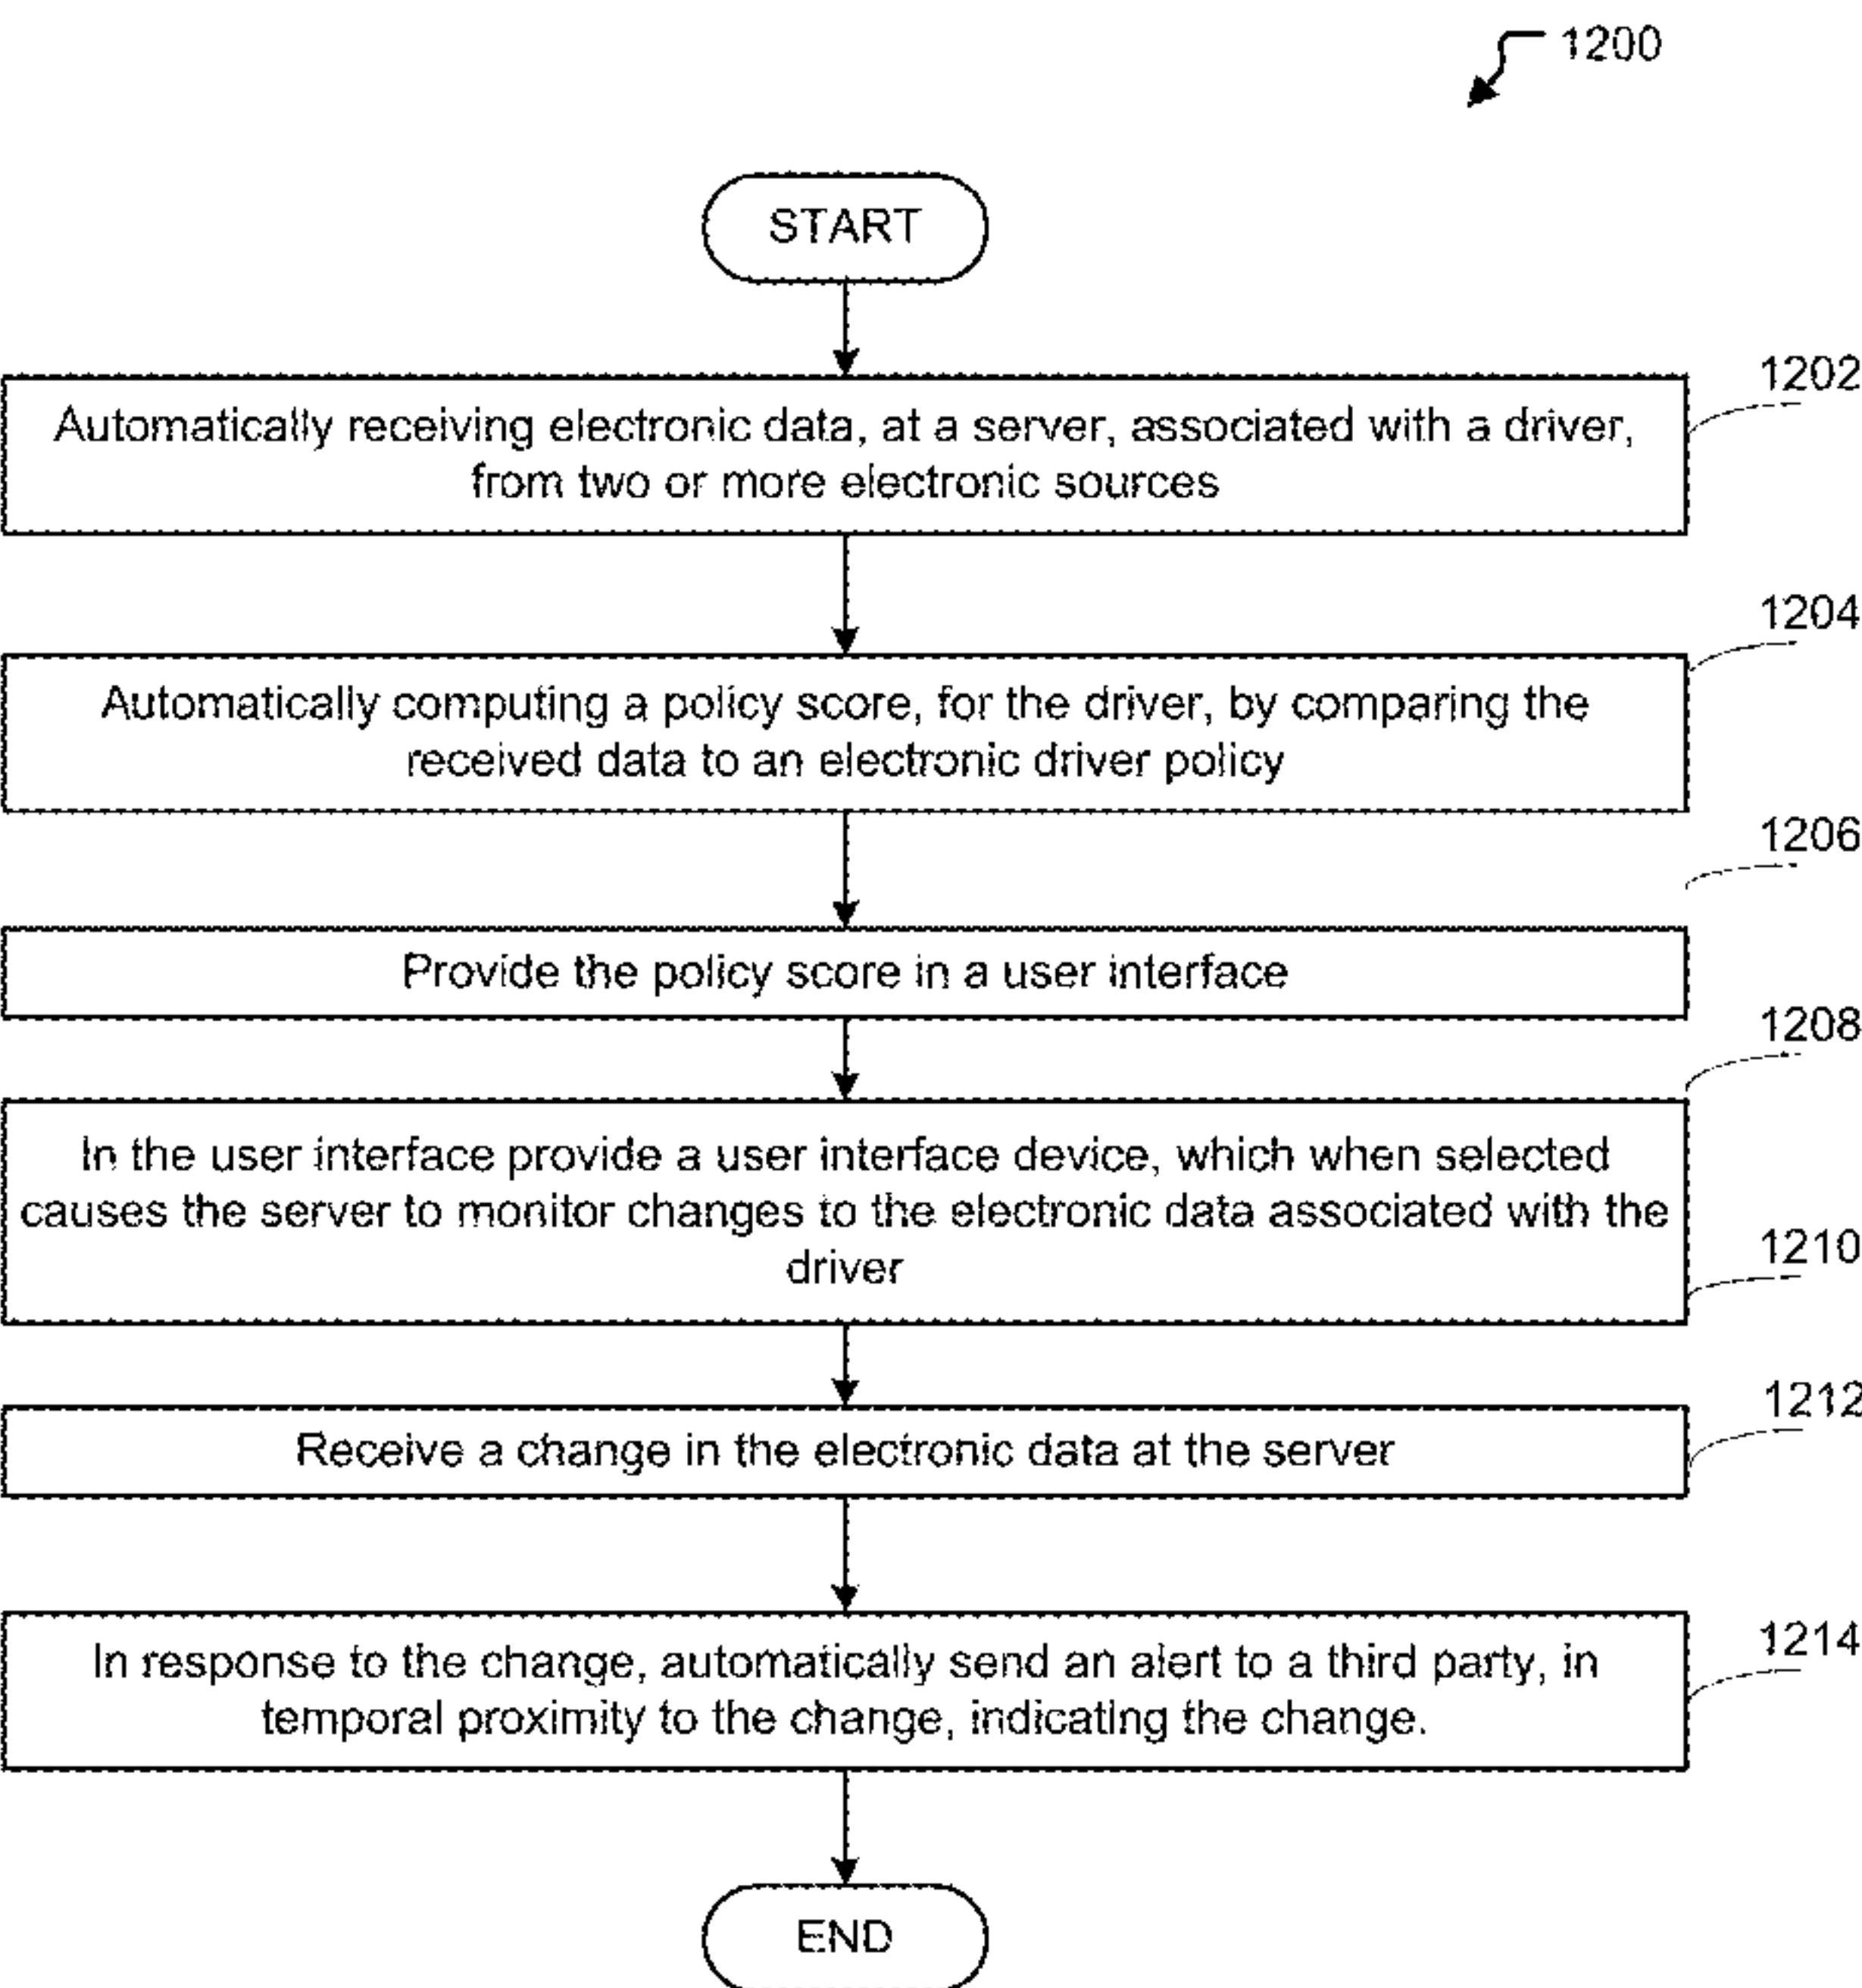 1200
START
1202
Automatically receiving electronic data, at a server, associated with a driver,
from two or more electronic sources
1204
Automatically computing a policy score, for the driver, by comparing the
received data to an electronic driver policy
1206
Provide the policy score in a user interface
1208
In the user interface provide a user interface device, which when selected
causes the server to monitor changes to the electronic data associated with the
driver
1210
1212
Receive a change in the electronic data at the server
1214
In response to the change, automatically send an alert to a third party, in
temporal proximity to the change, indicating the change.
END